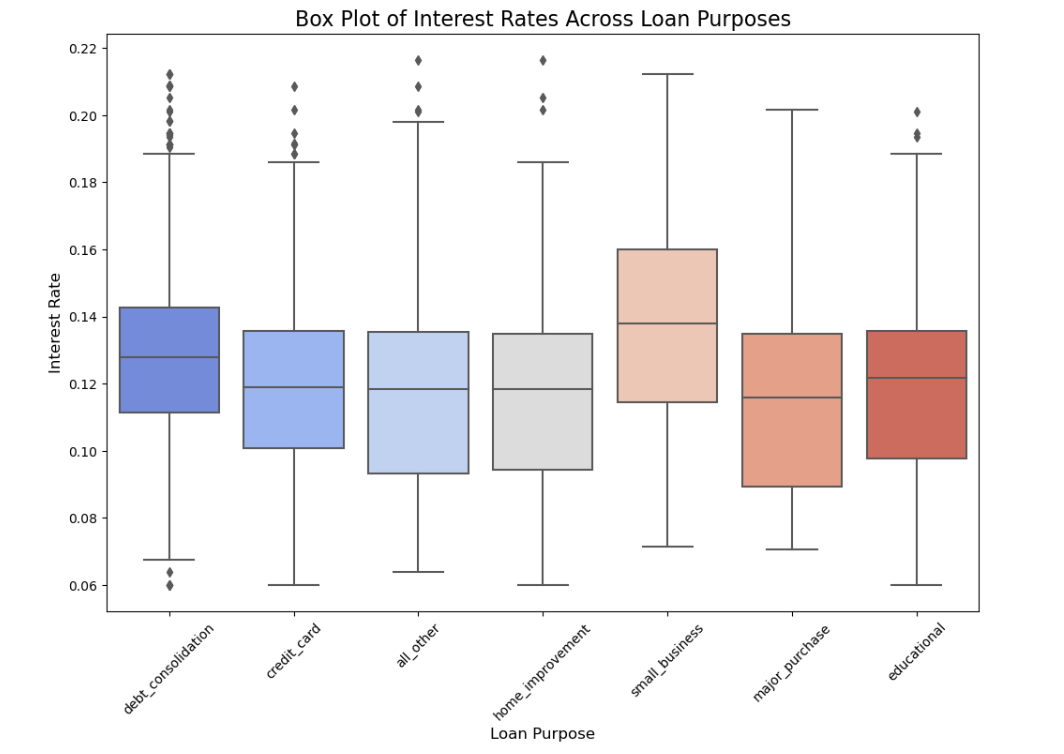 Box Plot of Interest Rates Across Loan Purposes
0.22
0.20
0.18
0.16
0.14
0.12
0.10
0.08
0.06
Interest Rate
debt_consolidation
credit_card
all_other
home_improvement
small_business
major_purchase
educational
Loan Purpose